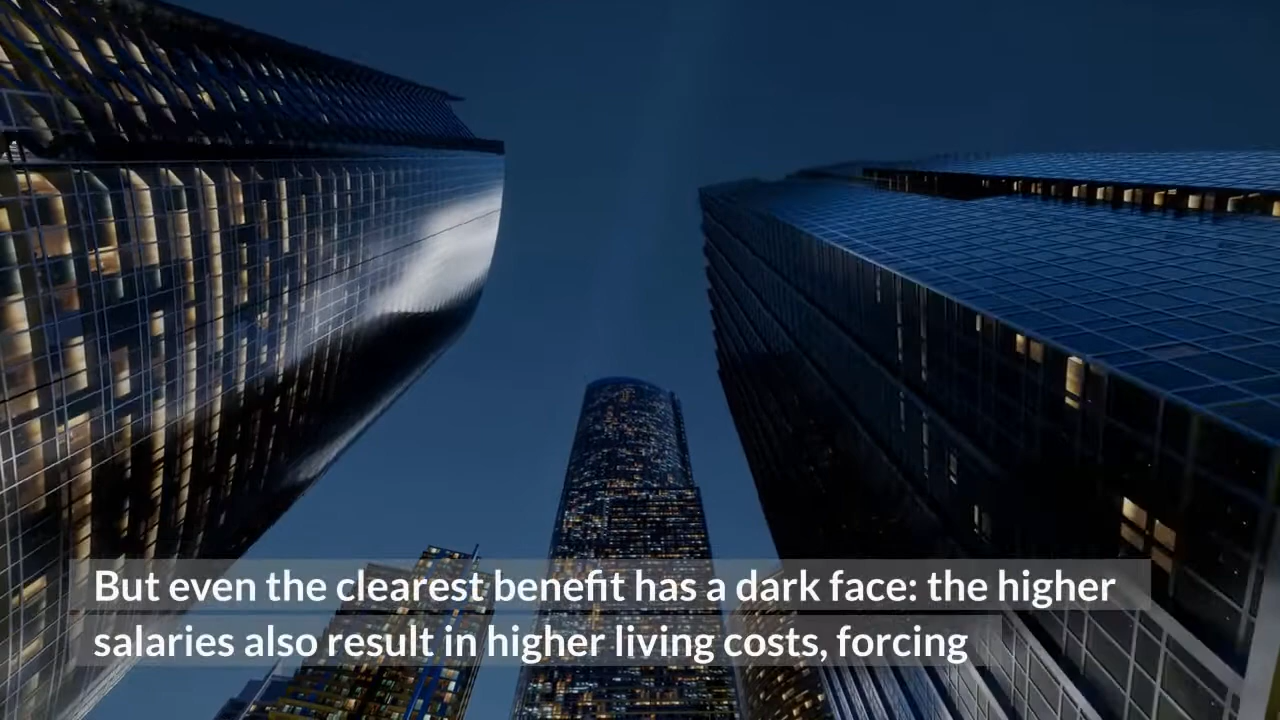 But even the clearest benefit has a dark face: the higher
salaries also result in higher living costs, forcing